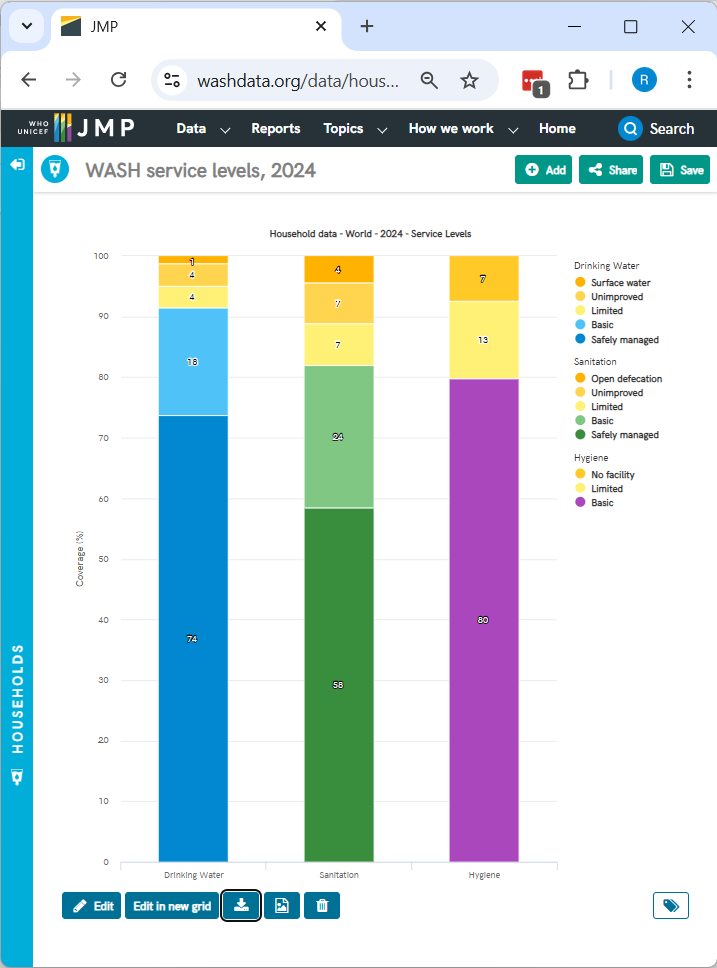 JMP
washdata.org/data/hous...
1
R
WHO
UNICEF
JMP
Data
Reports
Topics
How we work
Home
Search
WASH service levels, 2024
Add
Share
Save
HOUSEHOLDS
Household data - World - 2024 - Service Levels
Coverage (%)
100
90
80
70
60
50
40
30
20
10
0
1
4
4
18
74
4
7
7
24
58
7
13
80
Drinking Water
Sanitation
Hygiene
Drinking Water
Surface water
Unimproved
Limited
Basic
Safely managed
Sanitation
Open defecation
Unimproved
Limited
Basic
Safely managed
Hygiene
No facility
Limited
Basic
Edit
Edit in new grid